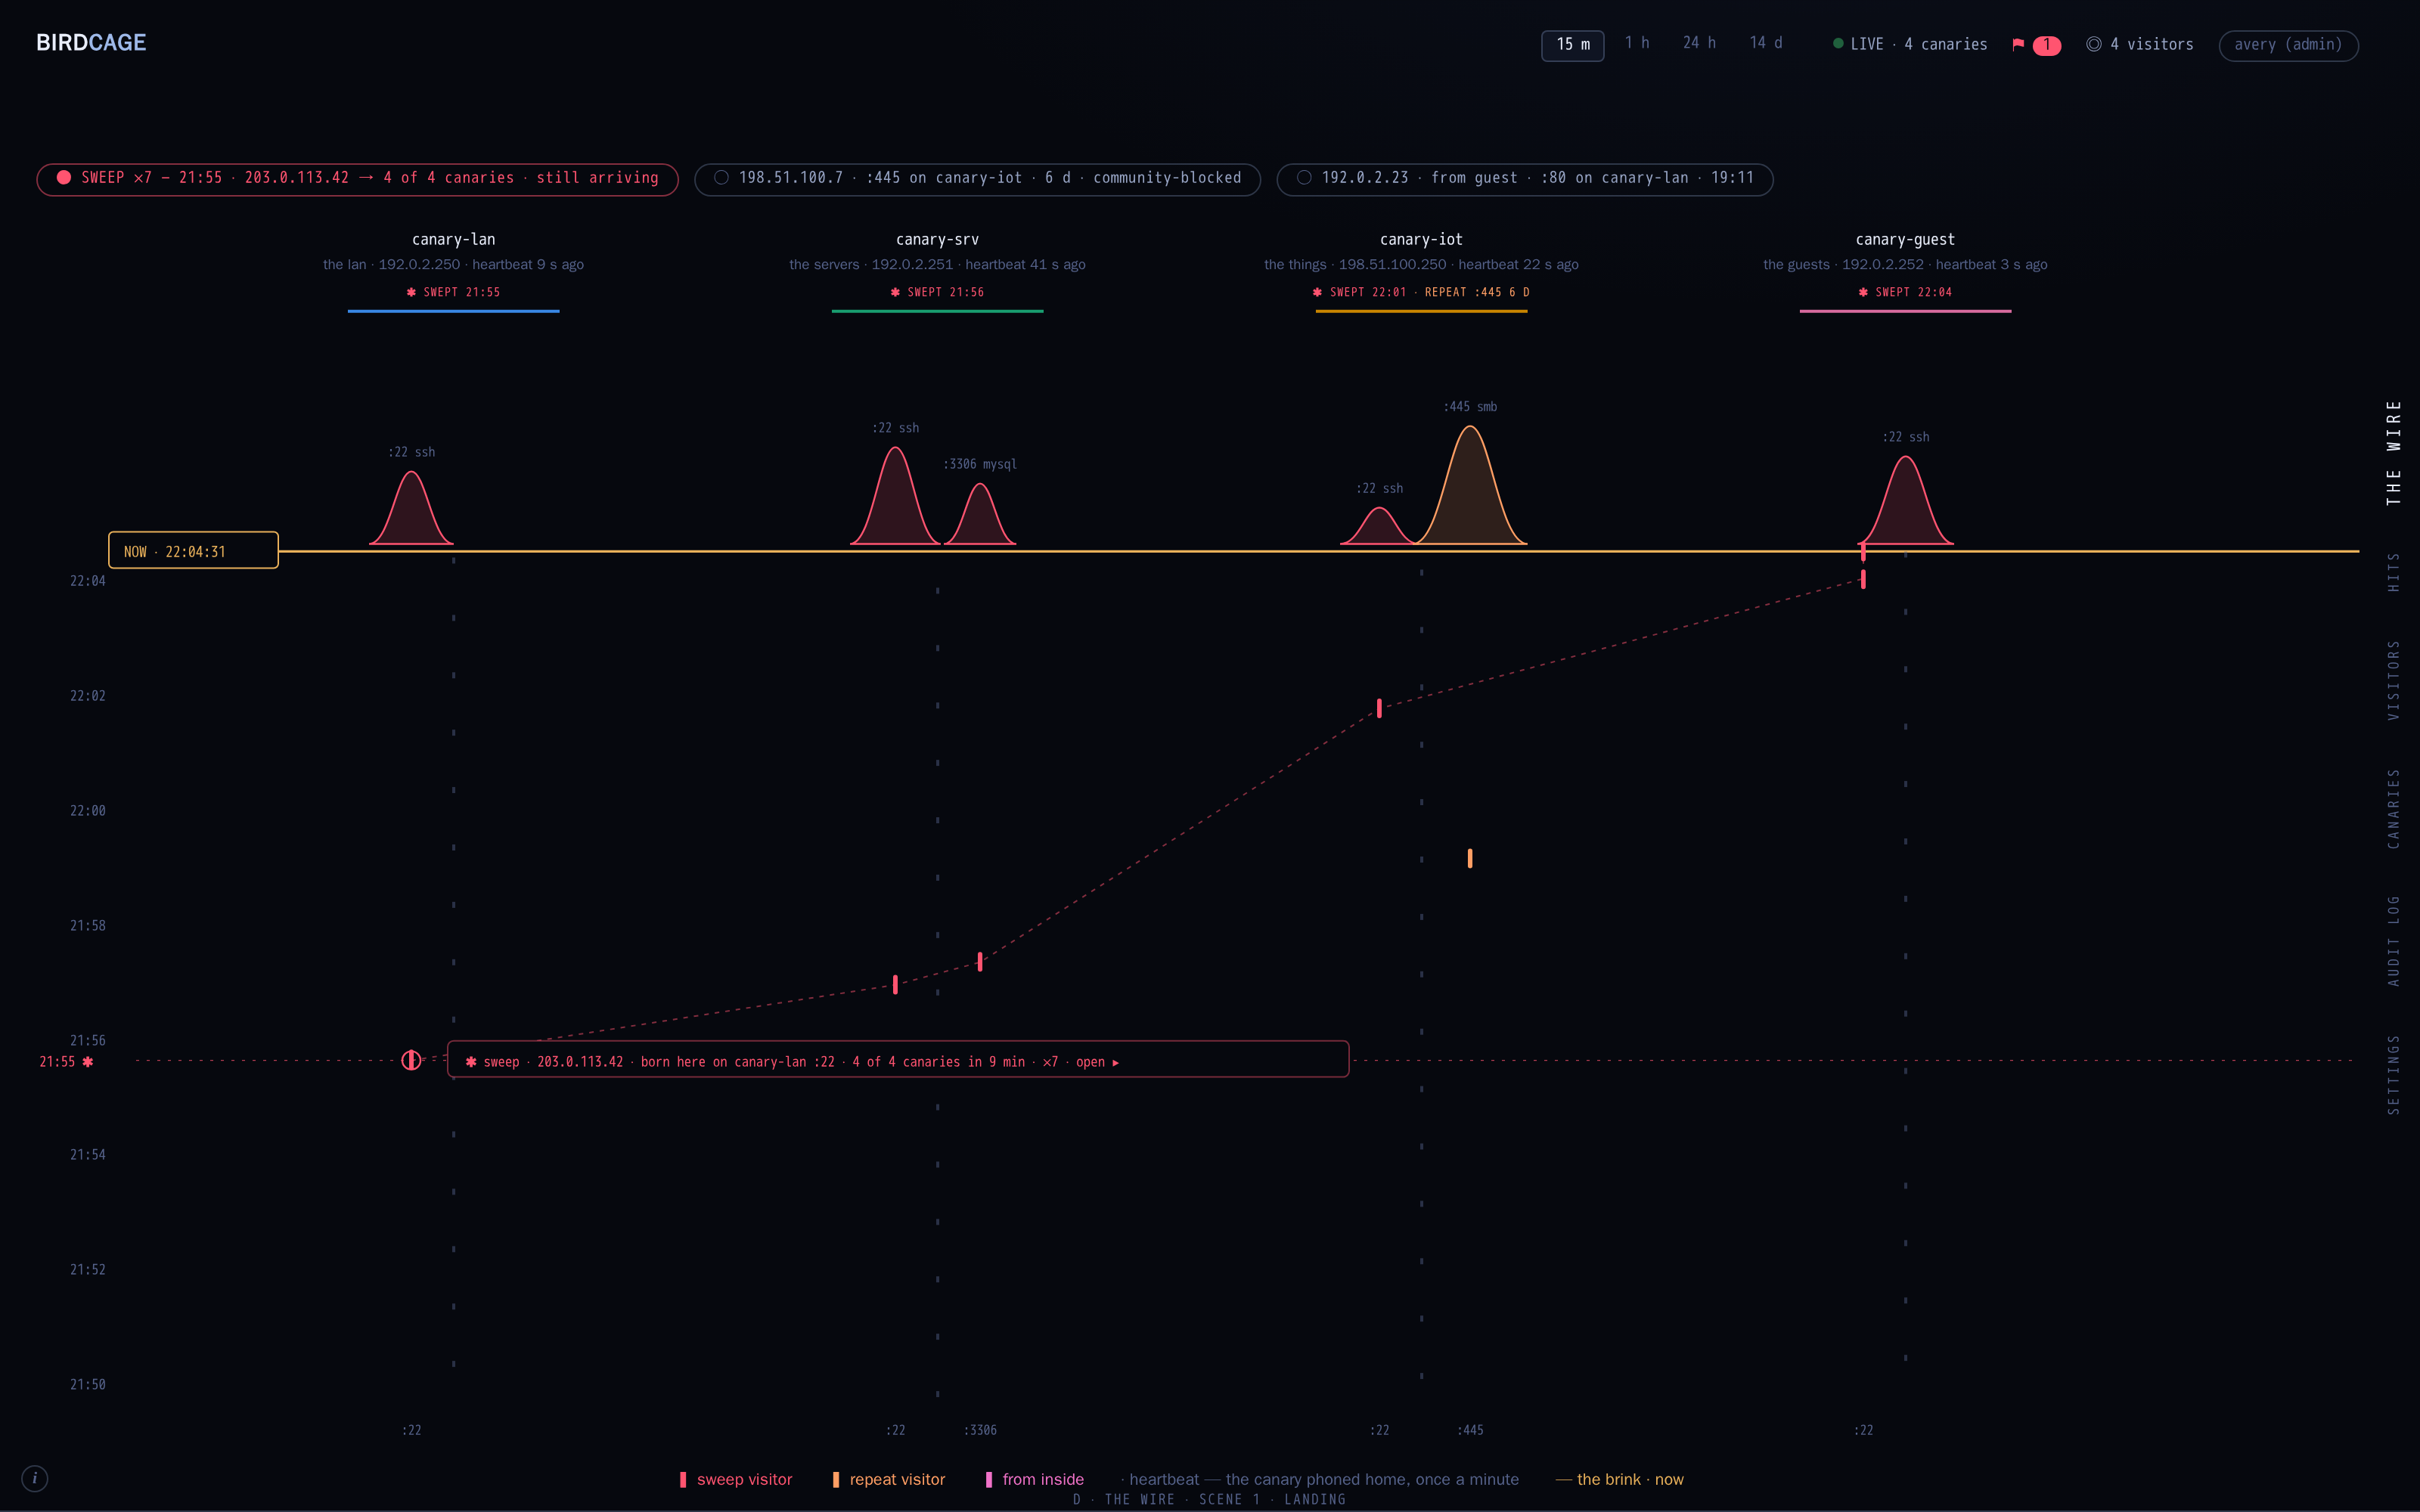 BIRDCAGE
15 m 1 h 24 h 14 d LIVE · 4 canaries 1 ◎ 4 visitors avery (admin)
SWEEP ×7 — 21:55 · 203.0.113.42 → 4 of 4 canaries · still arriving
198.51.100.7 · :445 on canary-iot · 6 d · community-blocked
192.0.2.23 · from guest · :80 on canary-lan · 19:11
canary-lan
the lan · 192.0.2.250 · heartbeat 9 s ago
✱ SWEPT 21:55
canary-srv
the servers · 192.0.2.251 · heartbeat 41 s ago
✱ SWEPT 21:56
canary-iot
the things · 198.51.100.250 · heartbeat 22 s ago
✱ SWEPT 22:01 · REPEAT :445 6 D
canary-guest
the guests · 192.0.2.252 · heartbeat 3 s ago
✱ SWEPT 22:04
:22 ssh
:22 ssh
:3306 mysql
:22 ssh
:445 smb
:22 ssh
NOW · 22:04:31
22:04
22:02
22:00
21:58
21:56
21:55 ✱
✱ sweep · 203.0.113.42 · born here on canary-lan :22 · 4 of 4 canaries in 9 min · ×7 · open ▸
21:54
21:52
21:50
:22 :22 :3306 :22 :445 :22
THE WIRE
HITS
VISITORS
CANARIES
AUDIT LOG
SETTINGS
i
sweep visitor repeat visitor from inside · heartbeat — the canary phoned home, once a minute — the brink · now
D · THE WIRE · SCENE 1 · LANDING